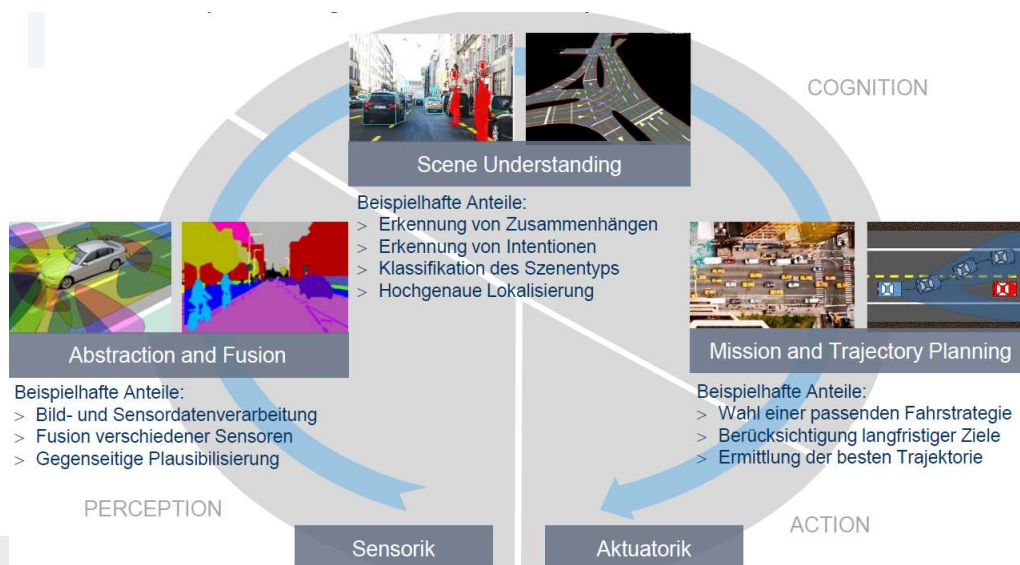 COGNITION
Scene Understanding
Beispielhafte Anteile:
> Erkennung von Zusammenhängen
> Erkennung von Intentionen
> Klassifikation des Szenentyps
> Hochgenaue Lokalisierung
Abstraction and Fusion
Beispielhafte Anteile:
> Bild- und Sensordatenverarbeitung
> Fusion verschiedener Sensoren
> Gegenseitige Plausibilisierung
Mission and Trajectory Planning
Beispielhafte Anteile:
> Wahl einer passenden Fahrstrategie
> Berücksichtigung langfristiger Ziele
> Ermittlung der besten Trajektorie
PERCEPTION
ACTION
Sensorik
Aktuatorik